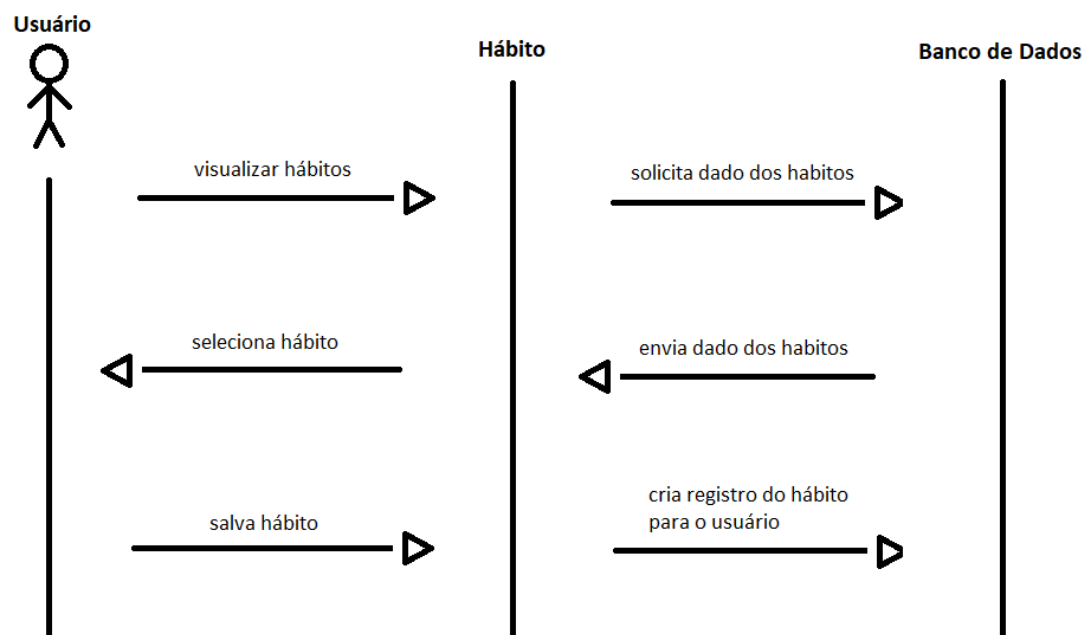 Usuário
Hábito
Banco de Dados
visualizar hábitos
solicita dado dos habitos
seleciona hábito
envia dado dos habitos
salva hábito
cria registro do hábito
para o usuário